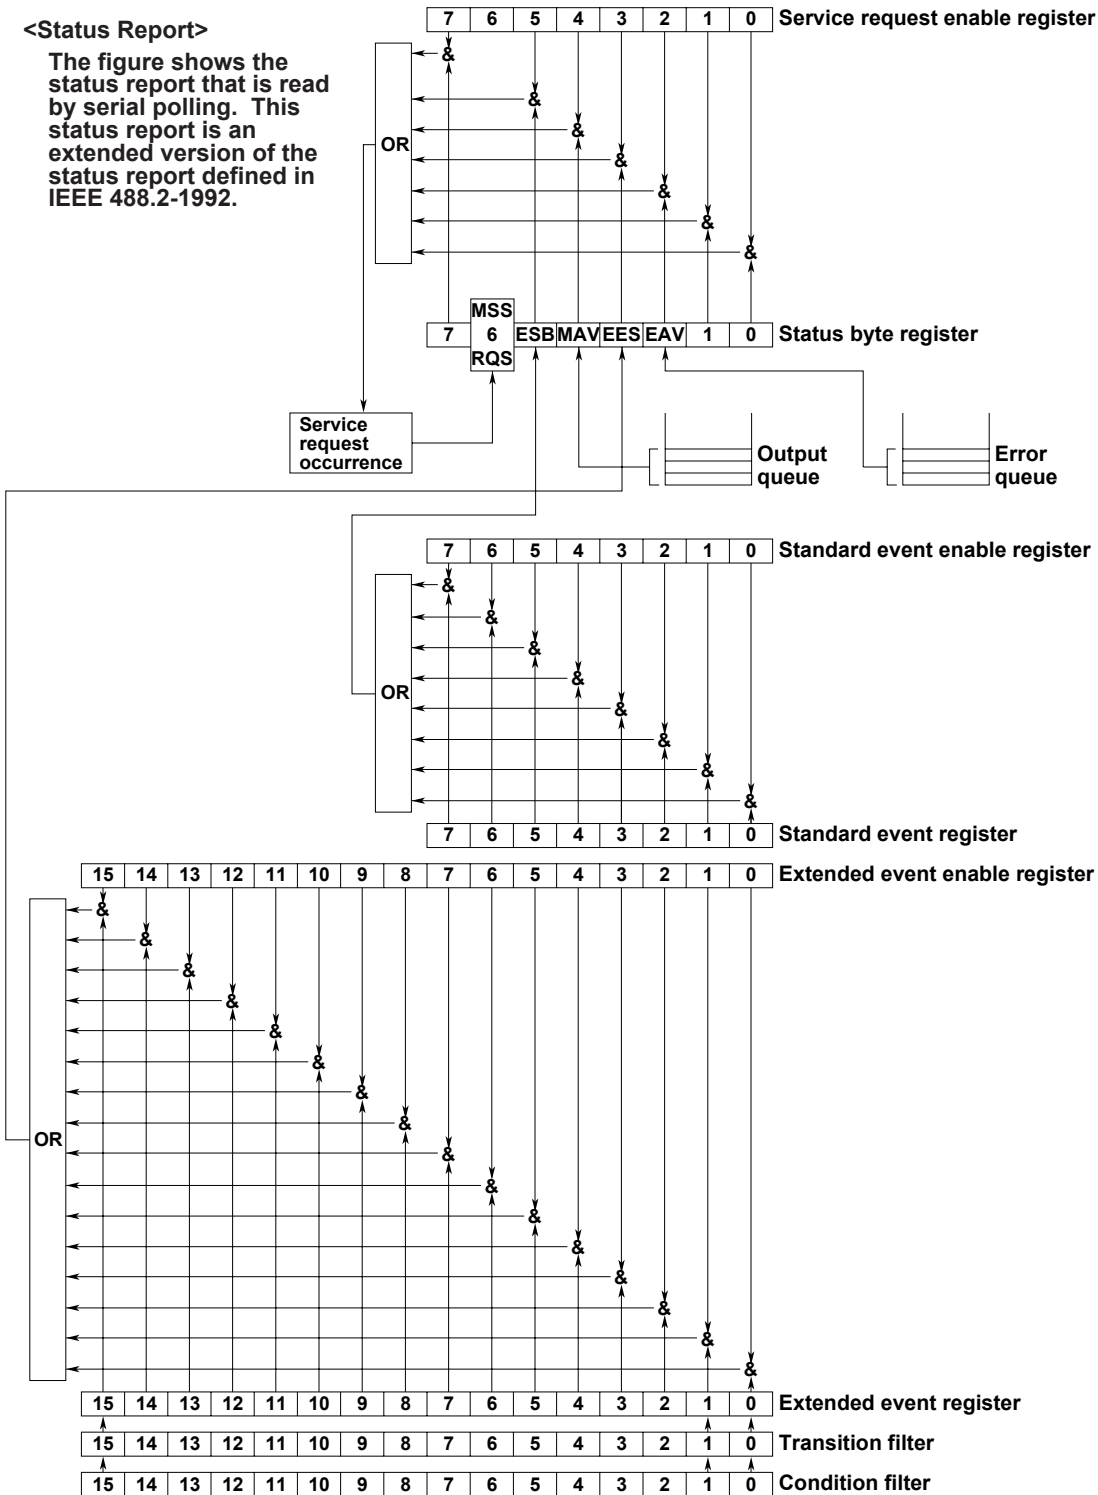 <Status Report>
The figure shows the
status report that is read
by serial polling. This
status report is an
extended version of the
status report defined in
IEEE 488.2-1992.
7 6 5 4 3 2 1 0 Service request enable register
&
&
&
OR
&
&
&
&
MSS
7 6 ESB MAV EES EAV 1 0 Status byte register
RQS
Service
request
occurrence
Output
queue
Error
queue
7 6 5 4 3 2 1 0 Standard event enable register
&
&
&
&
OR
&
&
&
&
7 6 5 4 3 2 1 0 Standard event register
15 14 13 12 11 10 9 8 7 6 5 4 3 2 1 0 Extended event enable register
&
&
&
&
&
&
&
&
OR
&
&
&
&
&
&
&
&
15 14 13 12 11 10 9 8 7 6 5 4 3 2 1 0 Extended event register
15 14 13 12 11 10 9 8 7 6 5 4 3 2 1 0 Transition filter
15 14 13 12 11 10 9 8 7 6 5 4 3 2 1 0 Condition filter